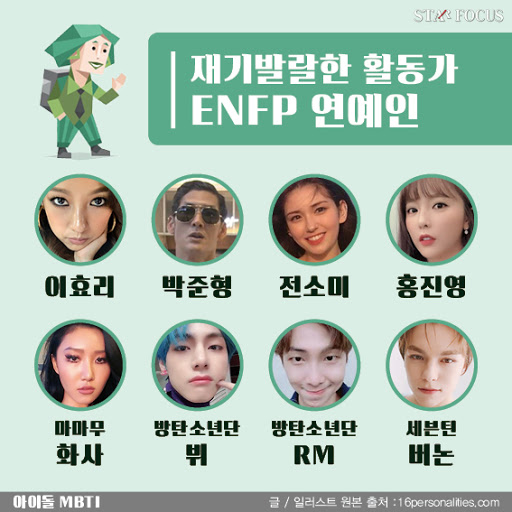 STAR FOCUS
재기발랄한 활동가
ENFP 연예인
이효리 박준형 전소미 홍진영
마마무 방탄소년단 방탄소년단 세븐틴
화사 뷔 RM 버논
아이돌 MBTI
글 / 일러스트 원본 출처 : 16personalities.com